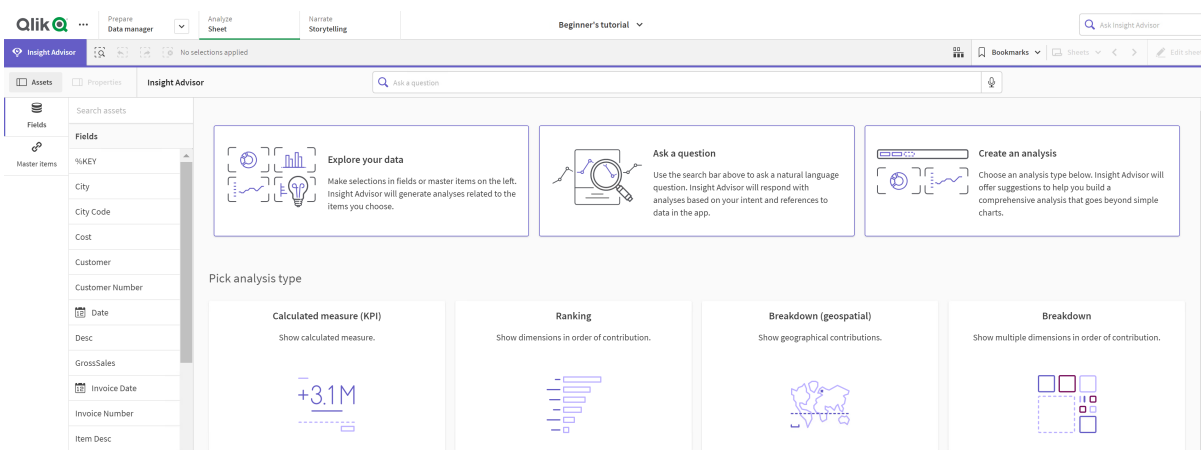 Qlik
Prepare
Data manager
Analyze
Sheet
Narrate
Storytelling
Beginner's tutorial
Ask Insight Advisor
Insight Advisor
No selections applied
Bookmarks
Sheets
Edit sheet
Assets
Properties
Insight Advisor
Ask a question
Fields
Master items
Search assets
Fields
%KEY
City
City Code
Cost
Customer
Customer Number
Date
Desc
GrossSales
Invoice Date
Invoice Number
Item Desc
Explore your data
Make selections in fields or master items on the left.
Insight Advisor will generate analyses related to the
items you choose.
Ask a question
Use the search bar above to ask a natural language
question. Insight Advisor will respond with
analyses based on your intent and references to
data in the app.
Create an analysis
Choose an analysis type below. Insight Advisor will
offer suggestions to help you build a
comprehensive analysis that goes beyond simple
charts.
Pick analysis type
Calculated measure (KPI)
Show calculated measure.
+3.1M
Ranking
Show dimensions in order of contribution.
Breakdown (geospatial)
Show geographical contributions.
Breakdown
Show multiple dimensions in order of contribution.